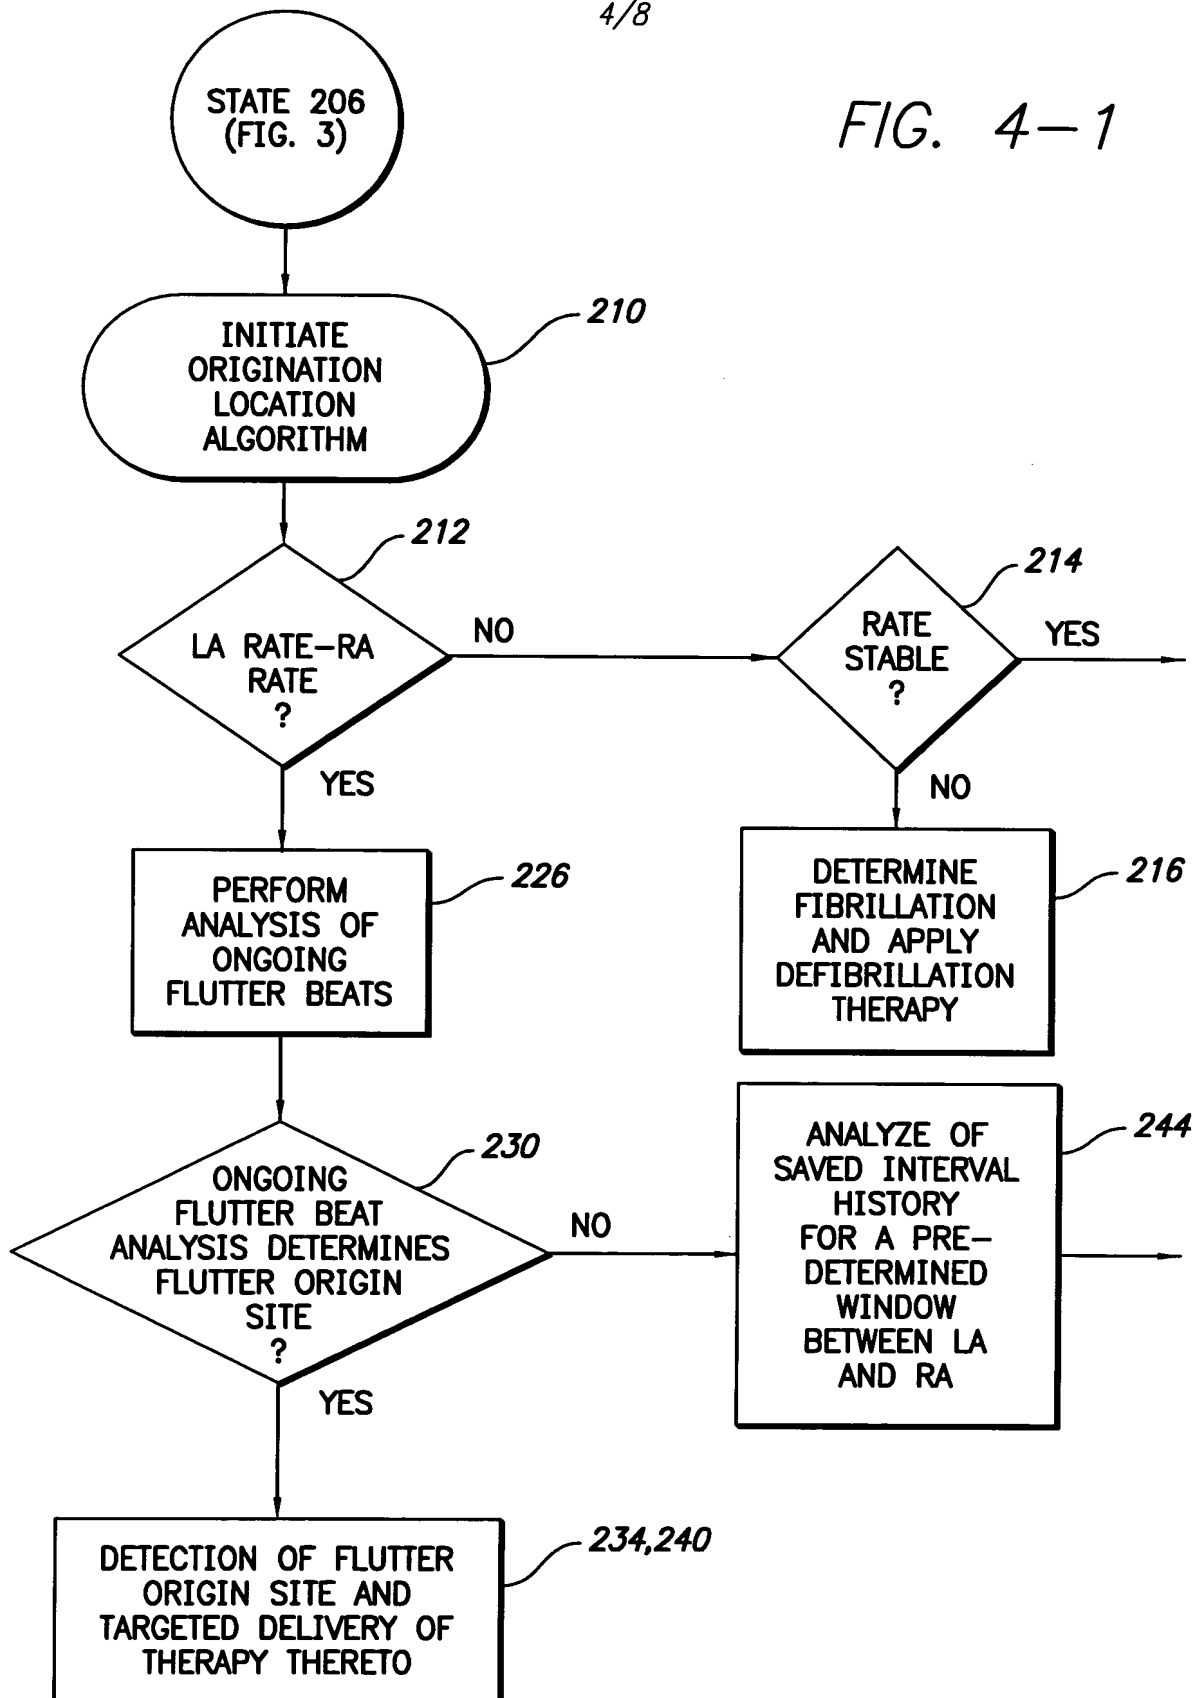 4/8
FIG. 4-1
STATE 206
(FIG. 3)
INITIATE
ORIGINATION
LOCATION
ALGORITHM
210
LA RATE-RA
RATE
?
212
NO
YES
RATE
STABLE
?
214
YES
NO
DETERMINE
FIBRILLATION
AND APPLY
DEFIBRILLATION
THERAPY
216
PERFORM
ANALYSIS OF
ONGOING
FLUTTER BEATS
226
ONGOING
FLUTTER BEAT
ANALYSIS DETERMINES
FLUTTER ORIGIN
SITE
?
230
NO
YES
ANALYZE OF
SAVED INTERVAL
HISTORY
FOR A PRE-
DETERMINED
WINDOW
BETWEEN LA
AND RA
244
DETECTION OF FLUTTER
ORIGIN SITE AND
TARGETED DELIVERY OF
THERAPY THERETO
234,240